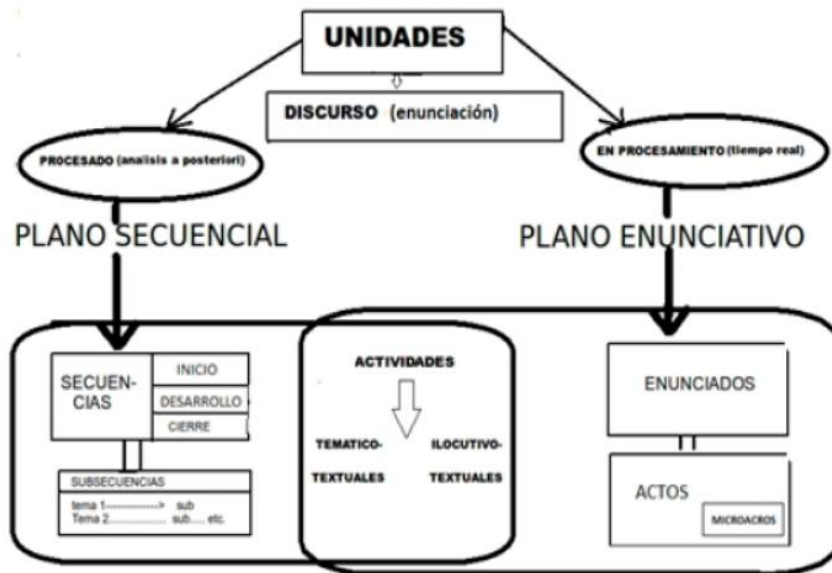 UNIDADES
DISCURSO (enunciación)
PROCESADO (analisis a posteriori)
EN PROCESAMIENTO (tiempo real)
PLANO SECUENCIAL
PLANO ENUNCIATIVO
SECUEN-
CIAS
INICIO
DESARROLLO
CIERRE
SUBSECUENCIAS
tema 1-------------> sub
Tema 2..................... sub..... etc.
ACTIVIDADES
TEMATICO-
TEXTUALES
ILOCUTIVO-
TEXTUALES
ENUNCIADOS
ACTOS
MICROACROS